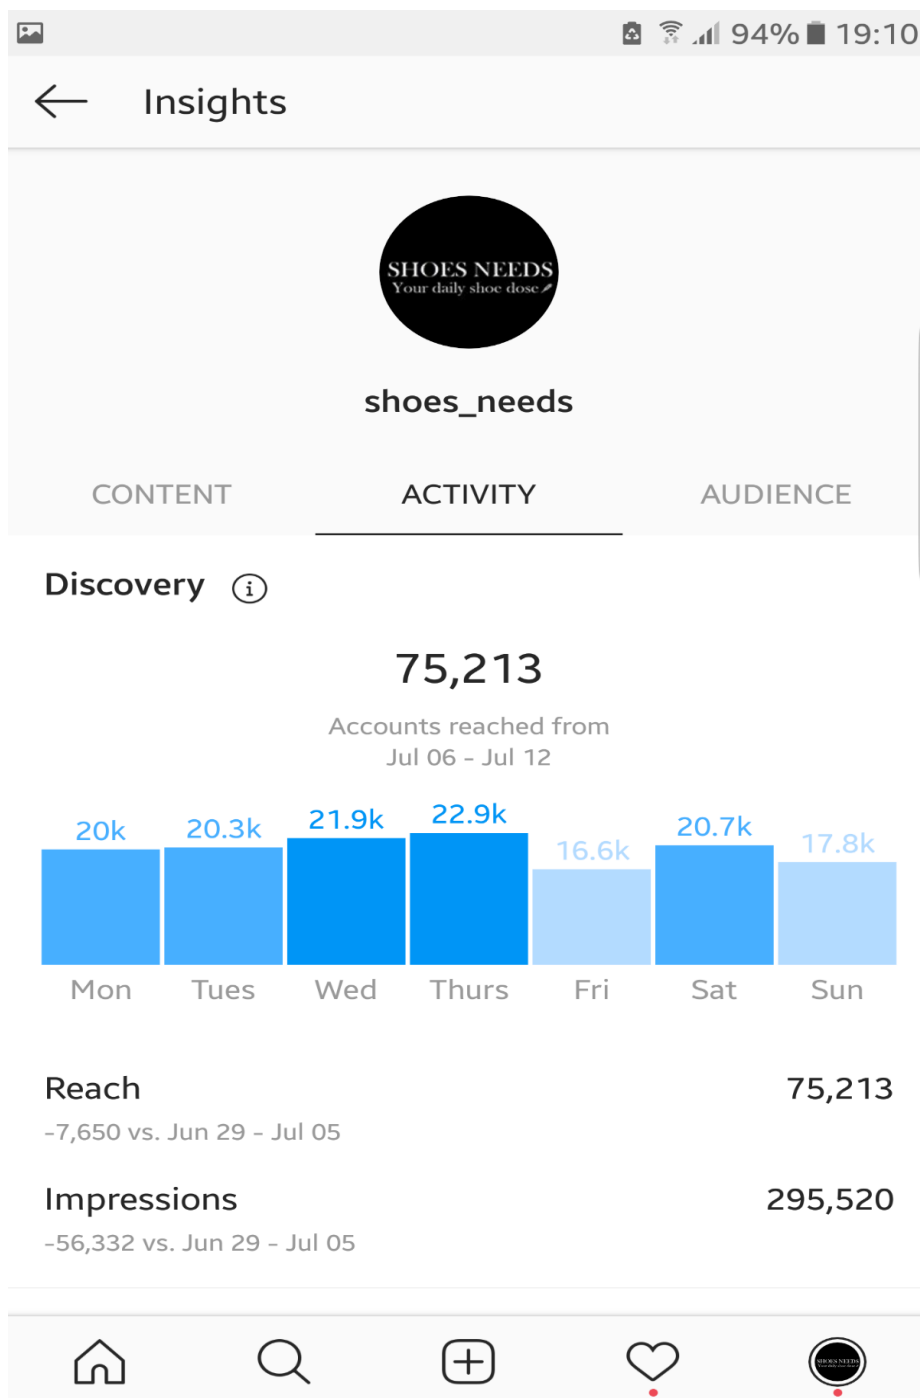 94% 19:10
Insights
SHOES NEEDS
Your daily shoe dose
shoes_needs
CONTENT ACTIVITY AUDIENCE
Discovery
75,213
Accounts reached from
Jul 06 - Jul 12
20k 20.3k 21.9k 22.9k 16.6k 20.7k 17.8k
Mon Tues Wed Thurs Fri Sat Sun
Reach 75,213
-7,650 vs. Jun 29 - Jul 05
Impressions 295,520
-56,332 vs. Jun 29 - Jul 05
SHOES NEEDS